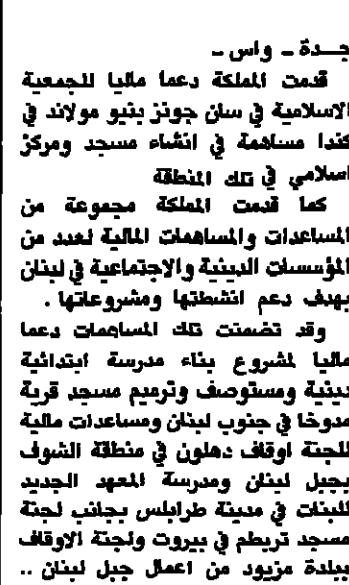 جـــدة ـ واس ـ
قدمت المملكة دعما ماليا للجمعية
الاسلامية في سان جونز بنيو مولاند في
كندا مساهمة في انشاء مسجد ومركز
اسلامي في تلك المنطقة
كما قدمت المملكة مجموعة من
المساعدات والمساهمات المالية لعدد من
المؤسسات الدينية والاجتماعية في لبنان
بهدف دعم انشطتها ومشروعاتها .
وقد تضمنت تلك المساهمات دعما
ماليا لمشروع بناء مدرسة ابتدائية
دينية ومستوصف وترميم مسجد قرية
مدوخا في جنوب لبنان ومساعدات مالية
للجنة اوقاف دهلون في منطقة الشوف
بجبل لبنان ومدرسة المعهد الجديد
للبنات في مدينة طرابلس بجانب لجنة
مسجد تربطم في بيروت ولجنة الاوقاف
ببلدة مزبود من اعمال جبل لبنان ..